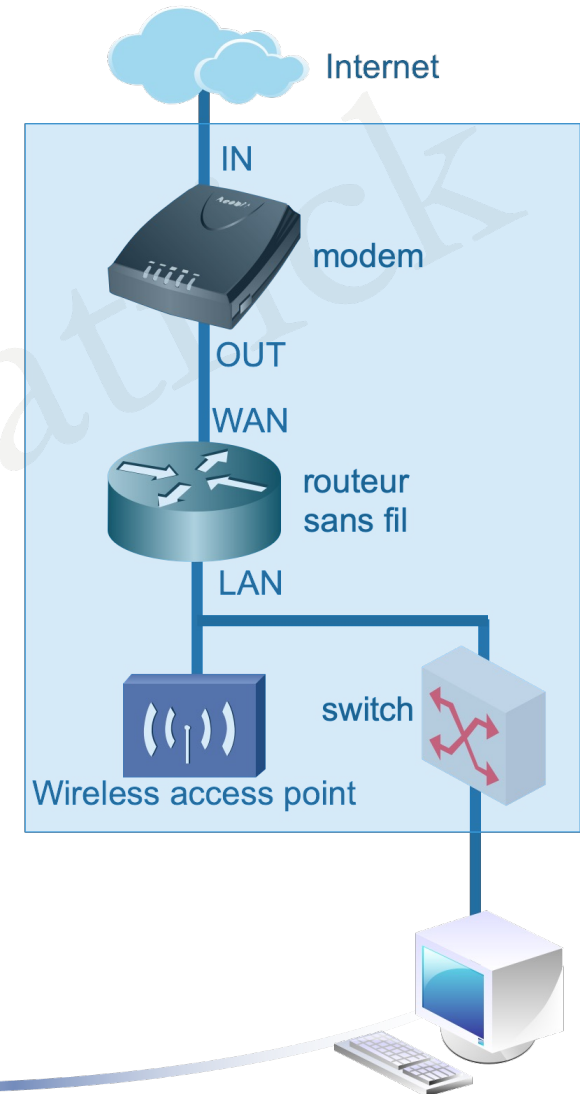 Internet
IN
modem
OUT
WAN
routeur
sans fil
LAN
switch
Wireless access point